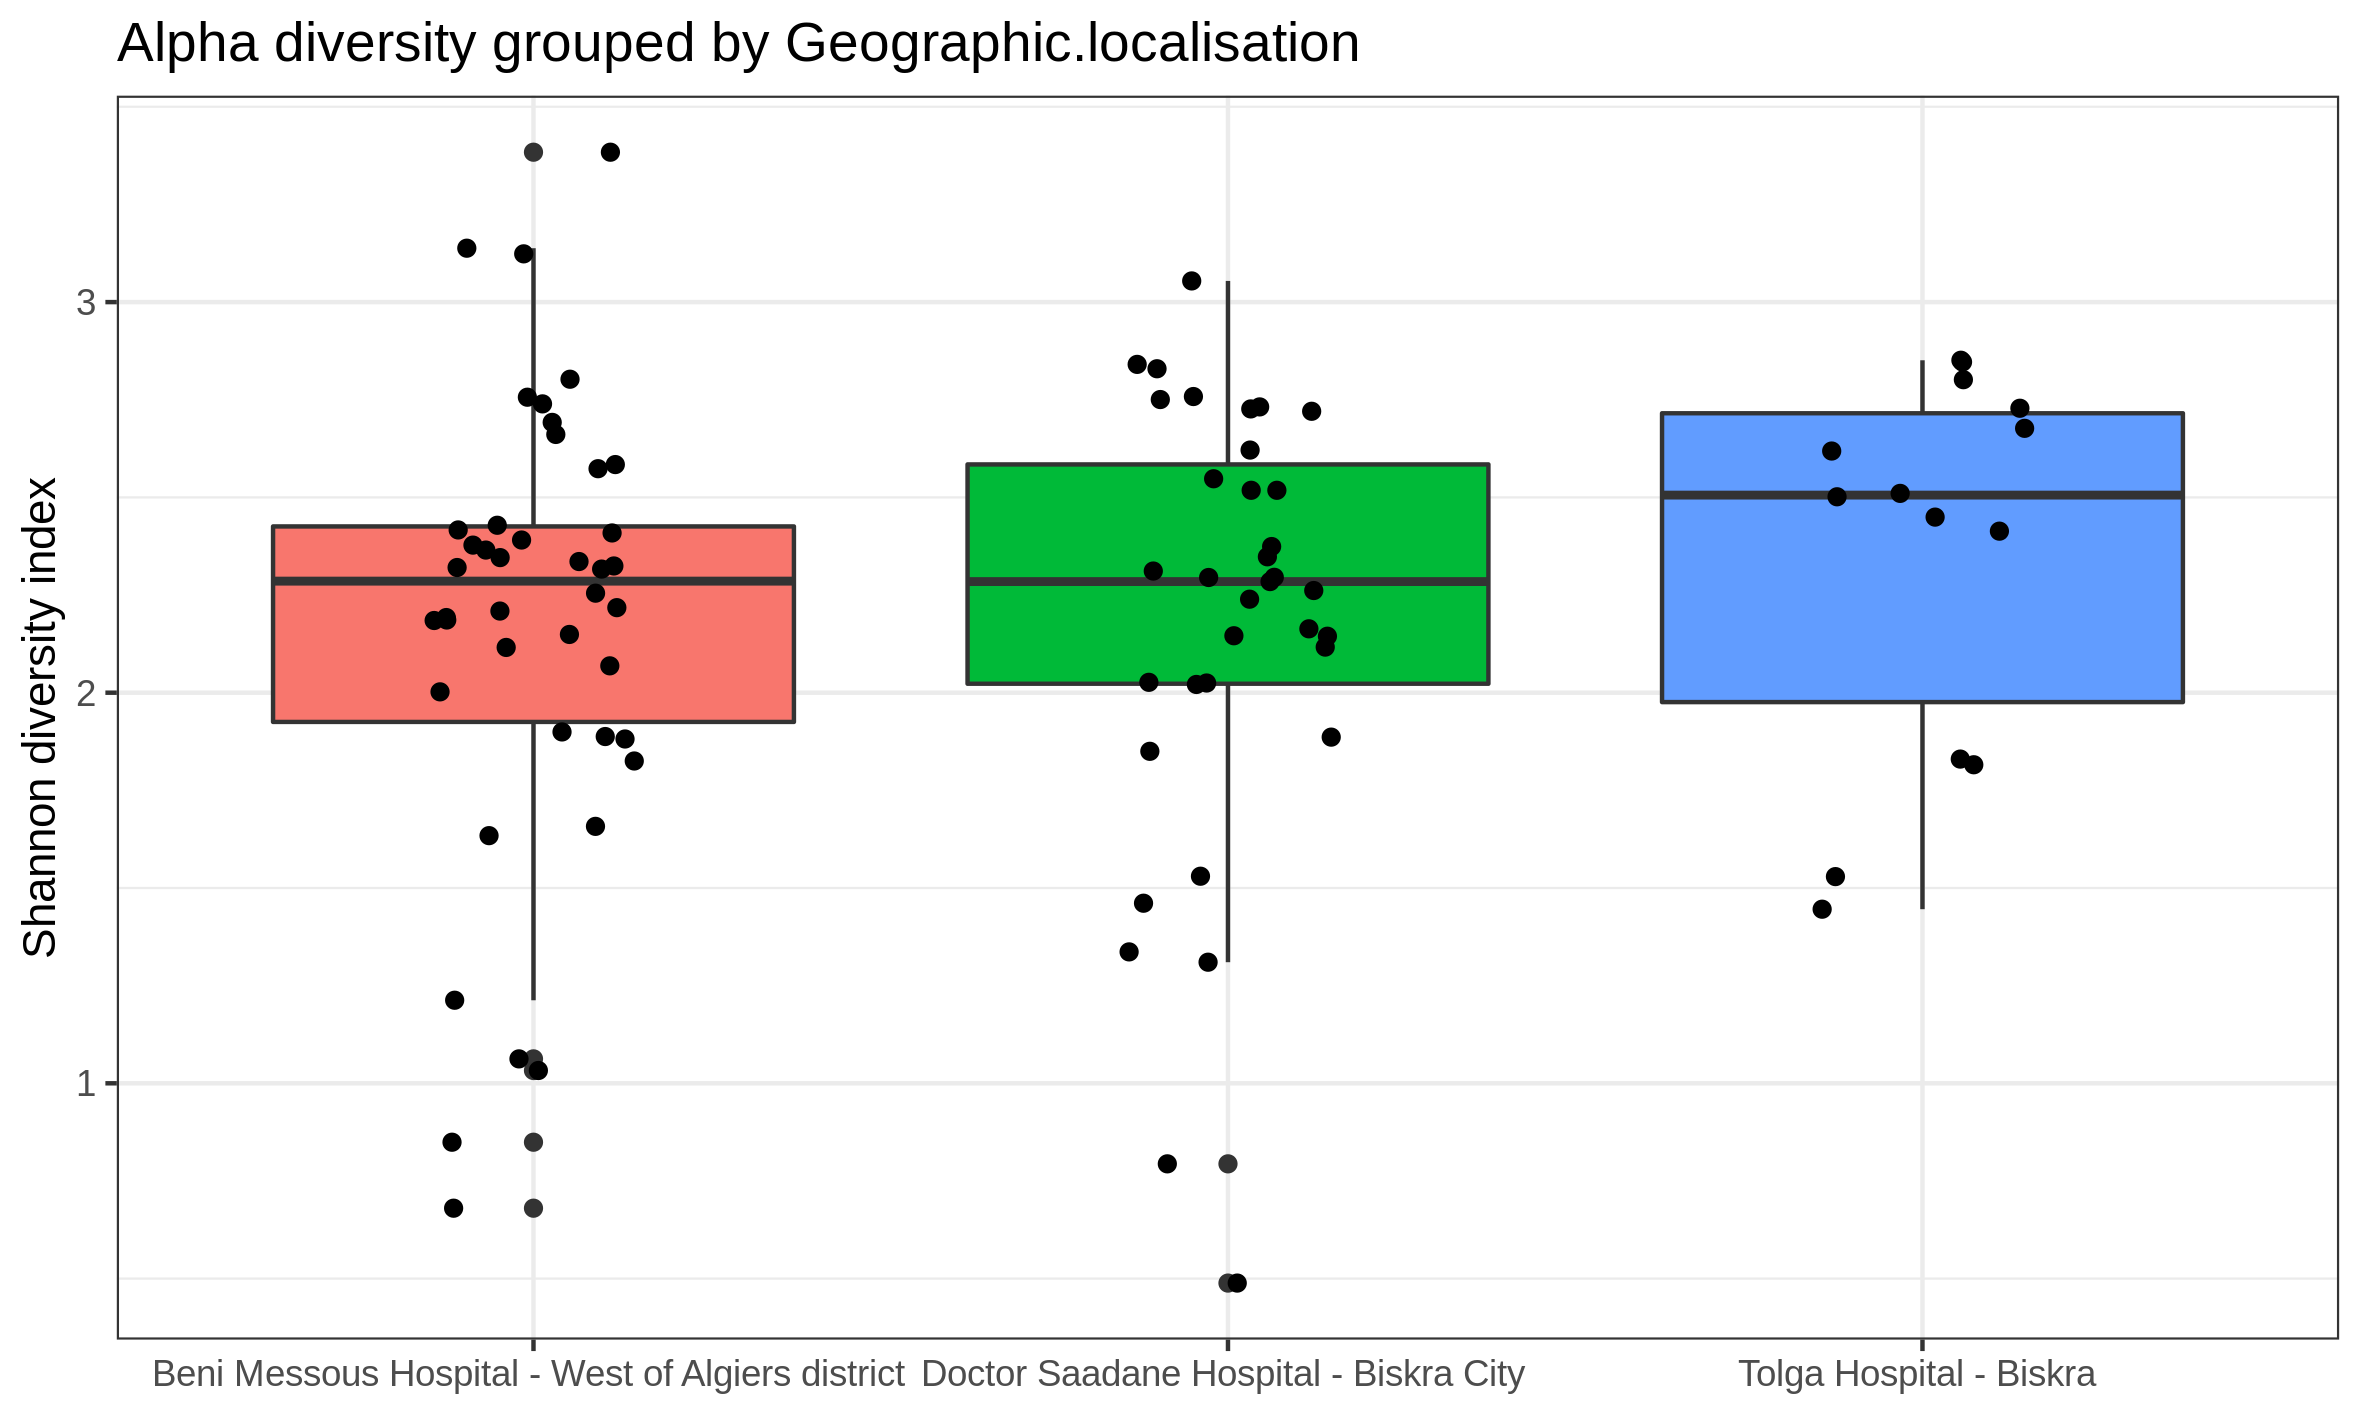 Alpha diversity grouped by Geographic.localisation
Shannon diversity index
3
2
1
Beni Messous Hospital - West of Algiers district
Doctor Saadane Hospital - Biskra City
Tolga Hospital - Biskra